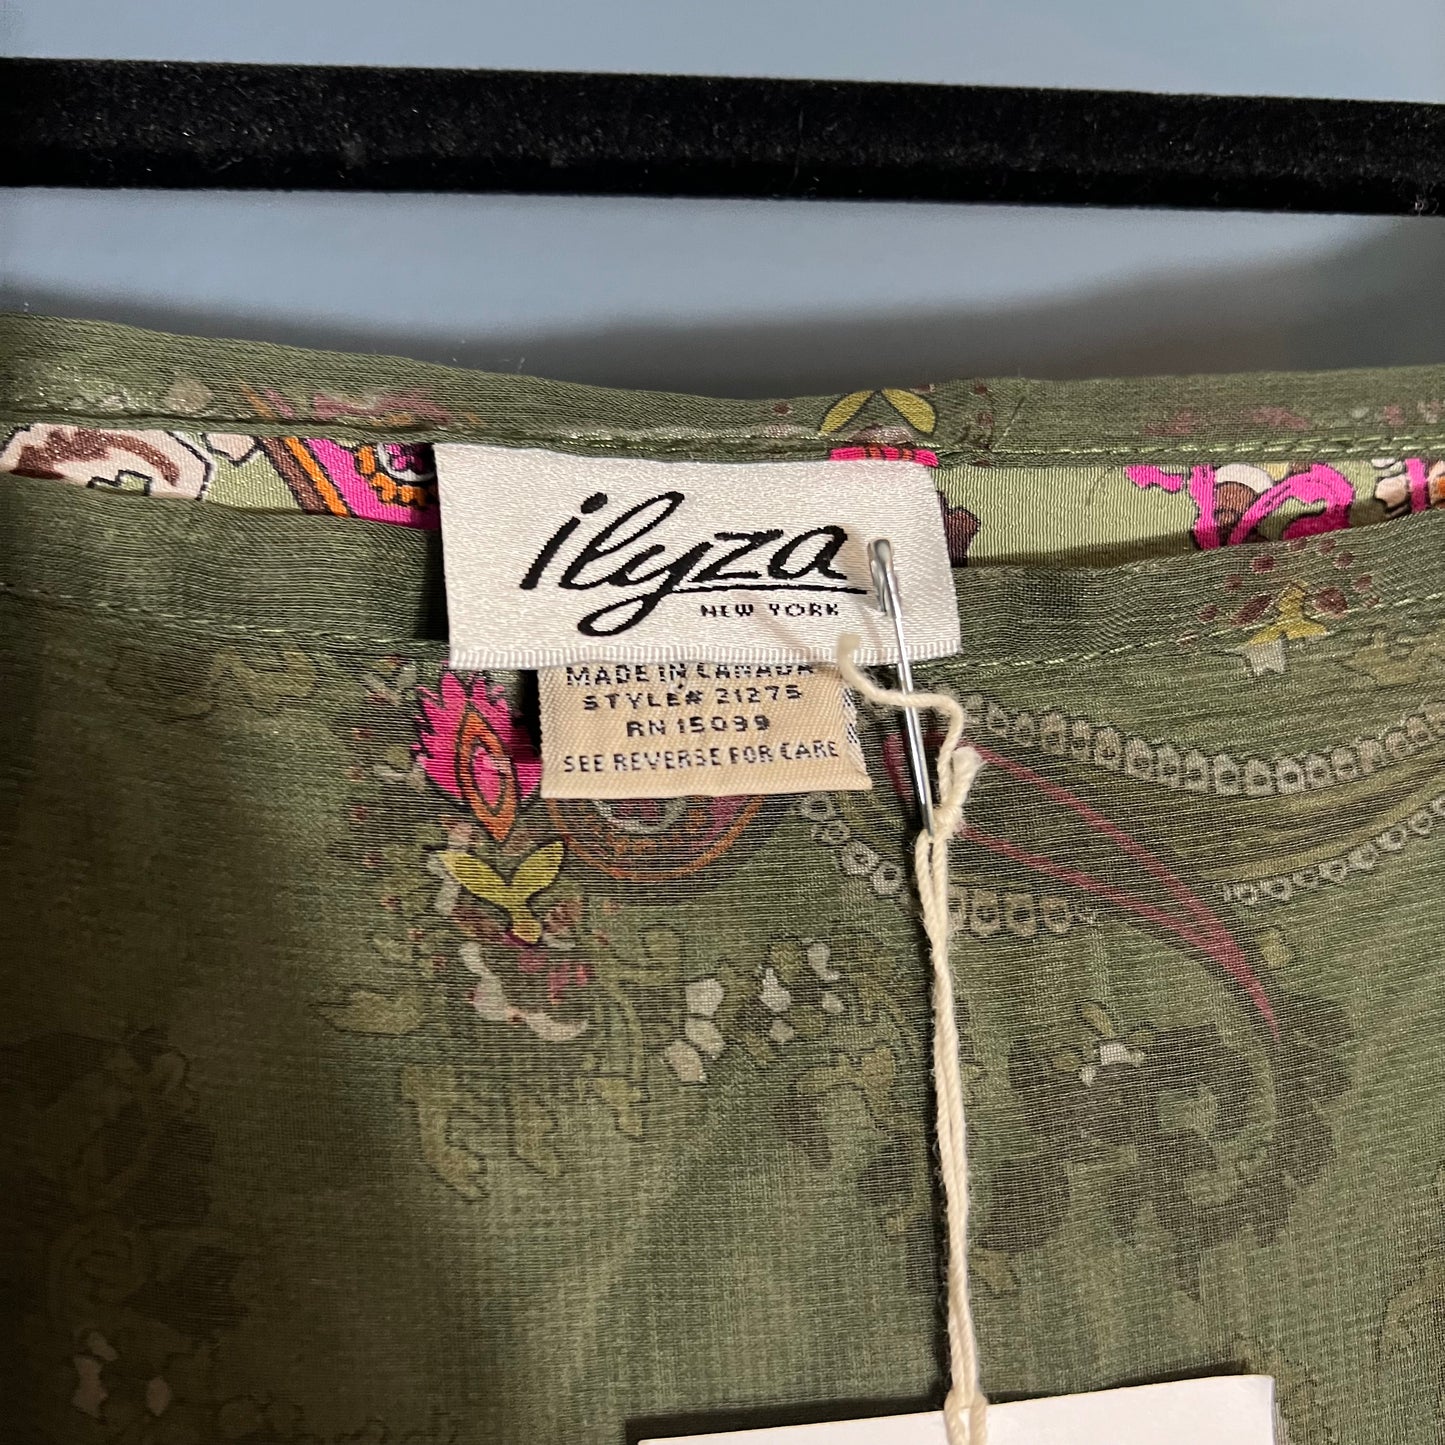 ilyza
NEW YORK
MADE IN CANADA
STYLE# 21275
RN 15099
SEE REVERSE FOR CARE